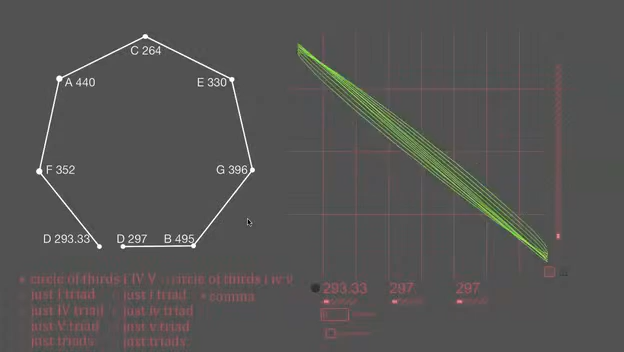 C 264
A 440
E 330
F 352
G 396
D 293.33
D 297
B 495
circle of thirds i IV V
circle of thirds i iv v
just I triad
just i triad
comma
just IV triad
just iv triad
just V triad
just v triad
just triads
just triads
293.33
297
297